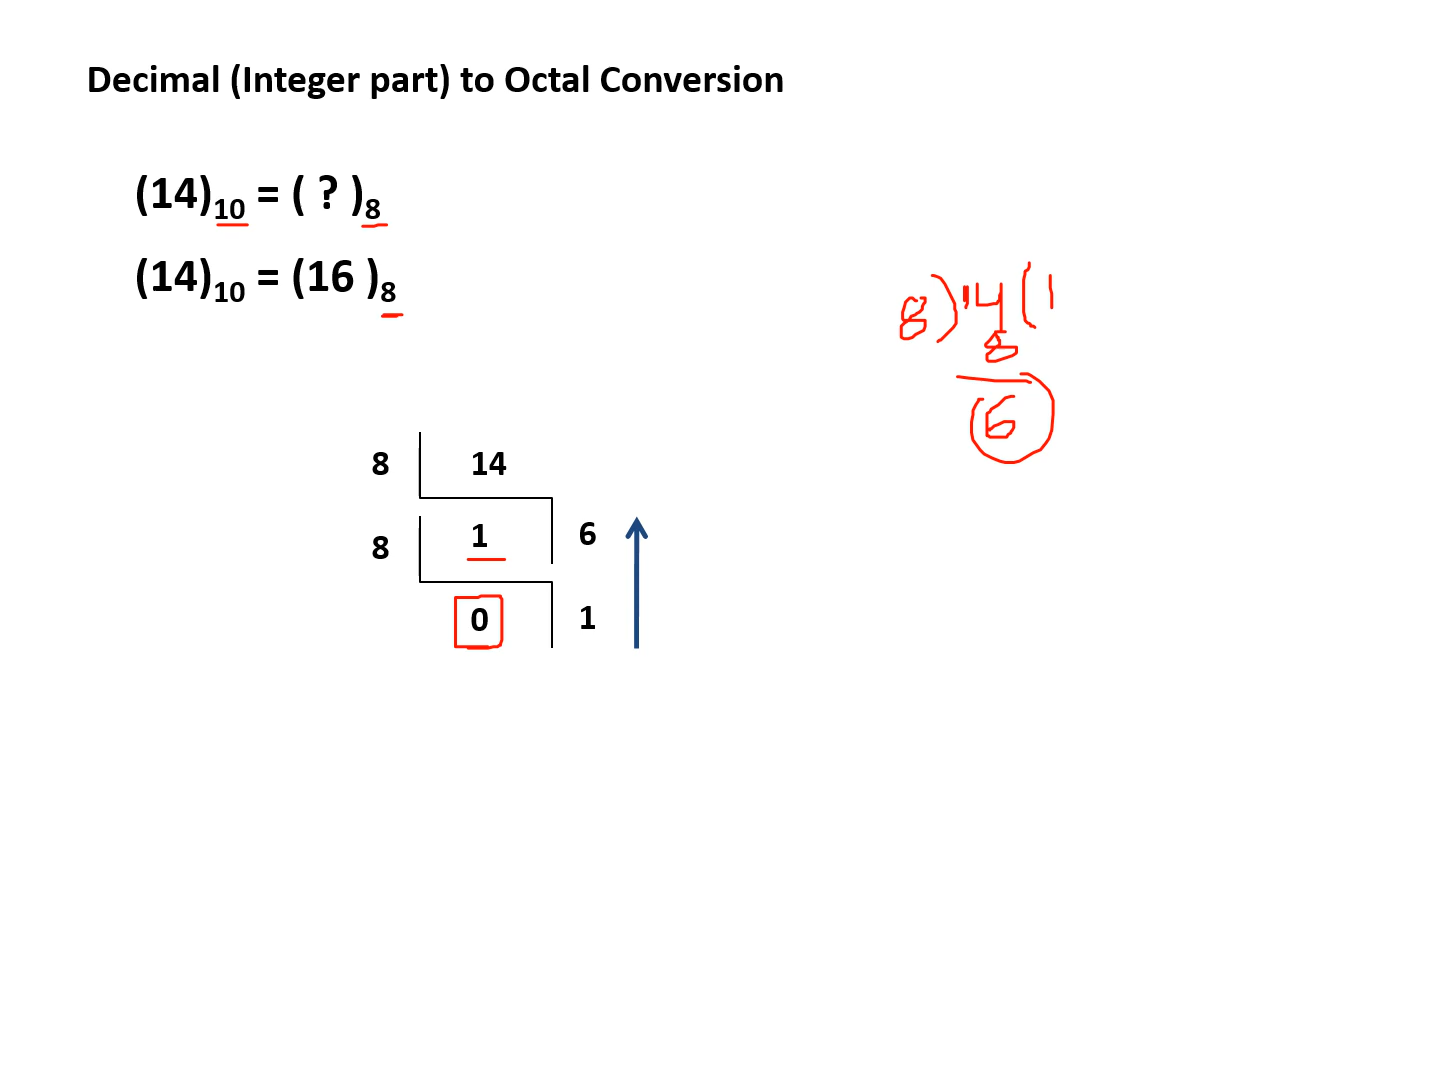 Decimal (Integer part) to Octal Conversion
(14)₁₀ = ( ? )₈
(14)₁₀ = (16 )₈
8)14(1
8
6
8 14
8 1 6
0 1